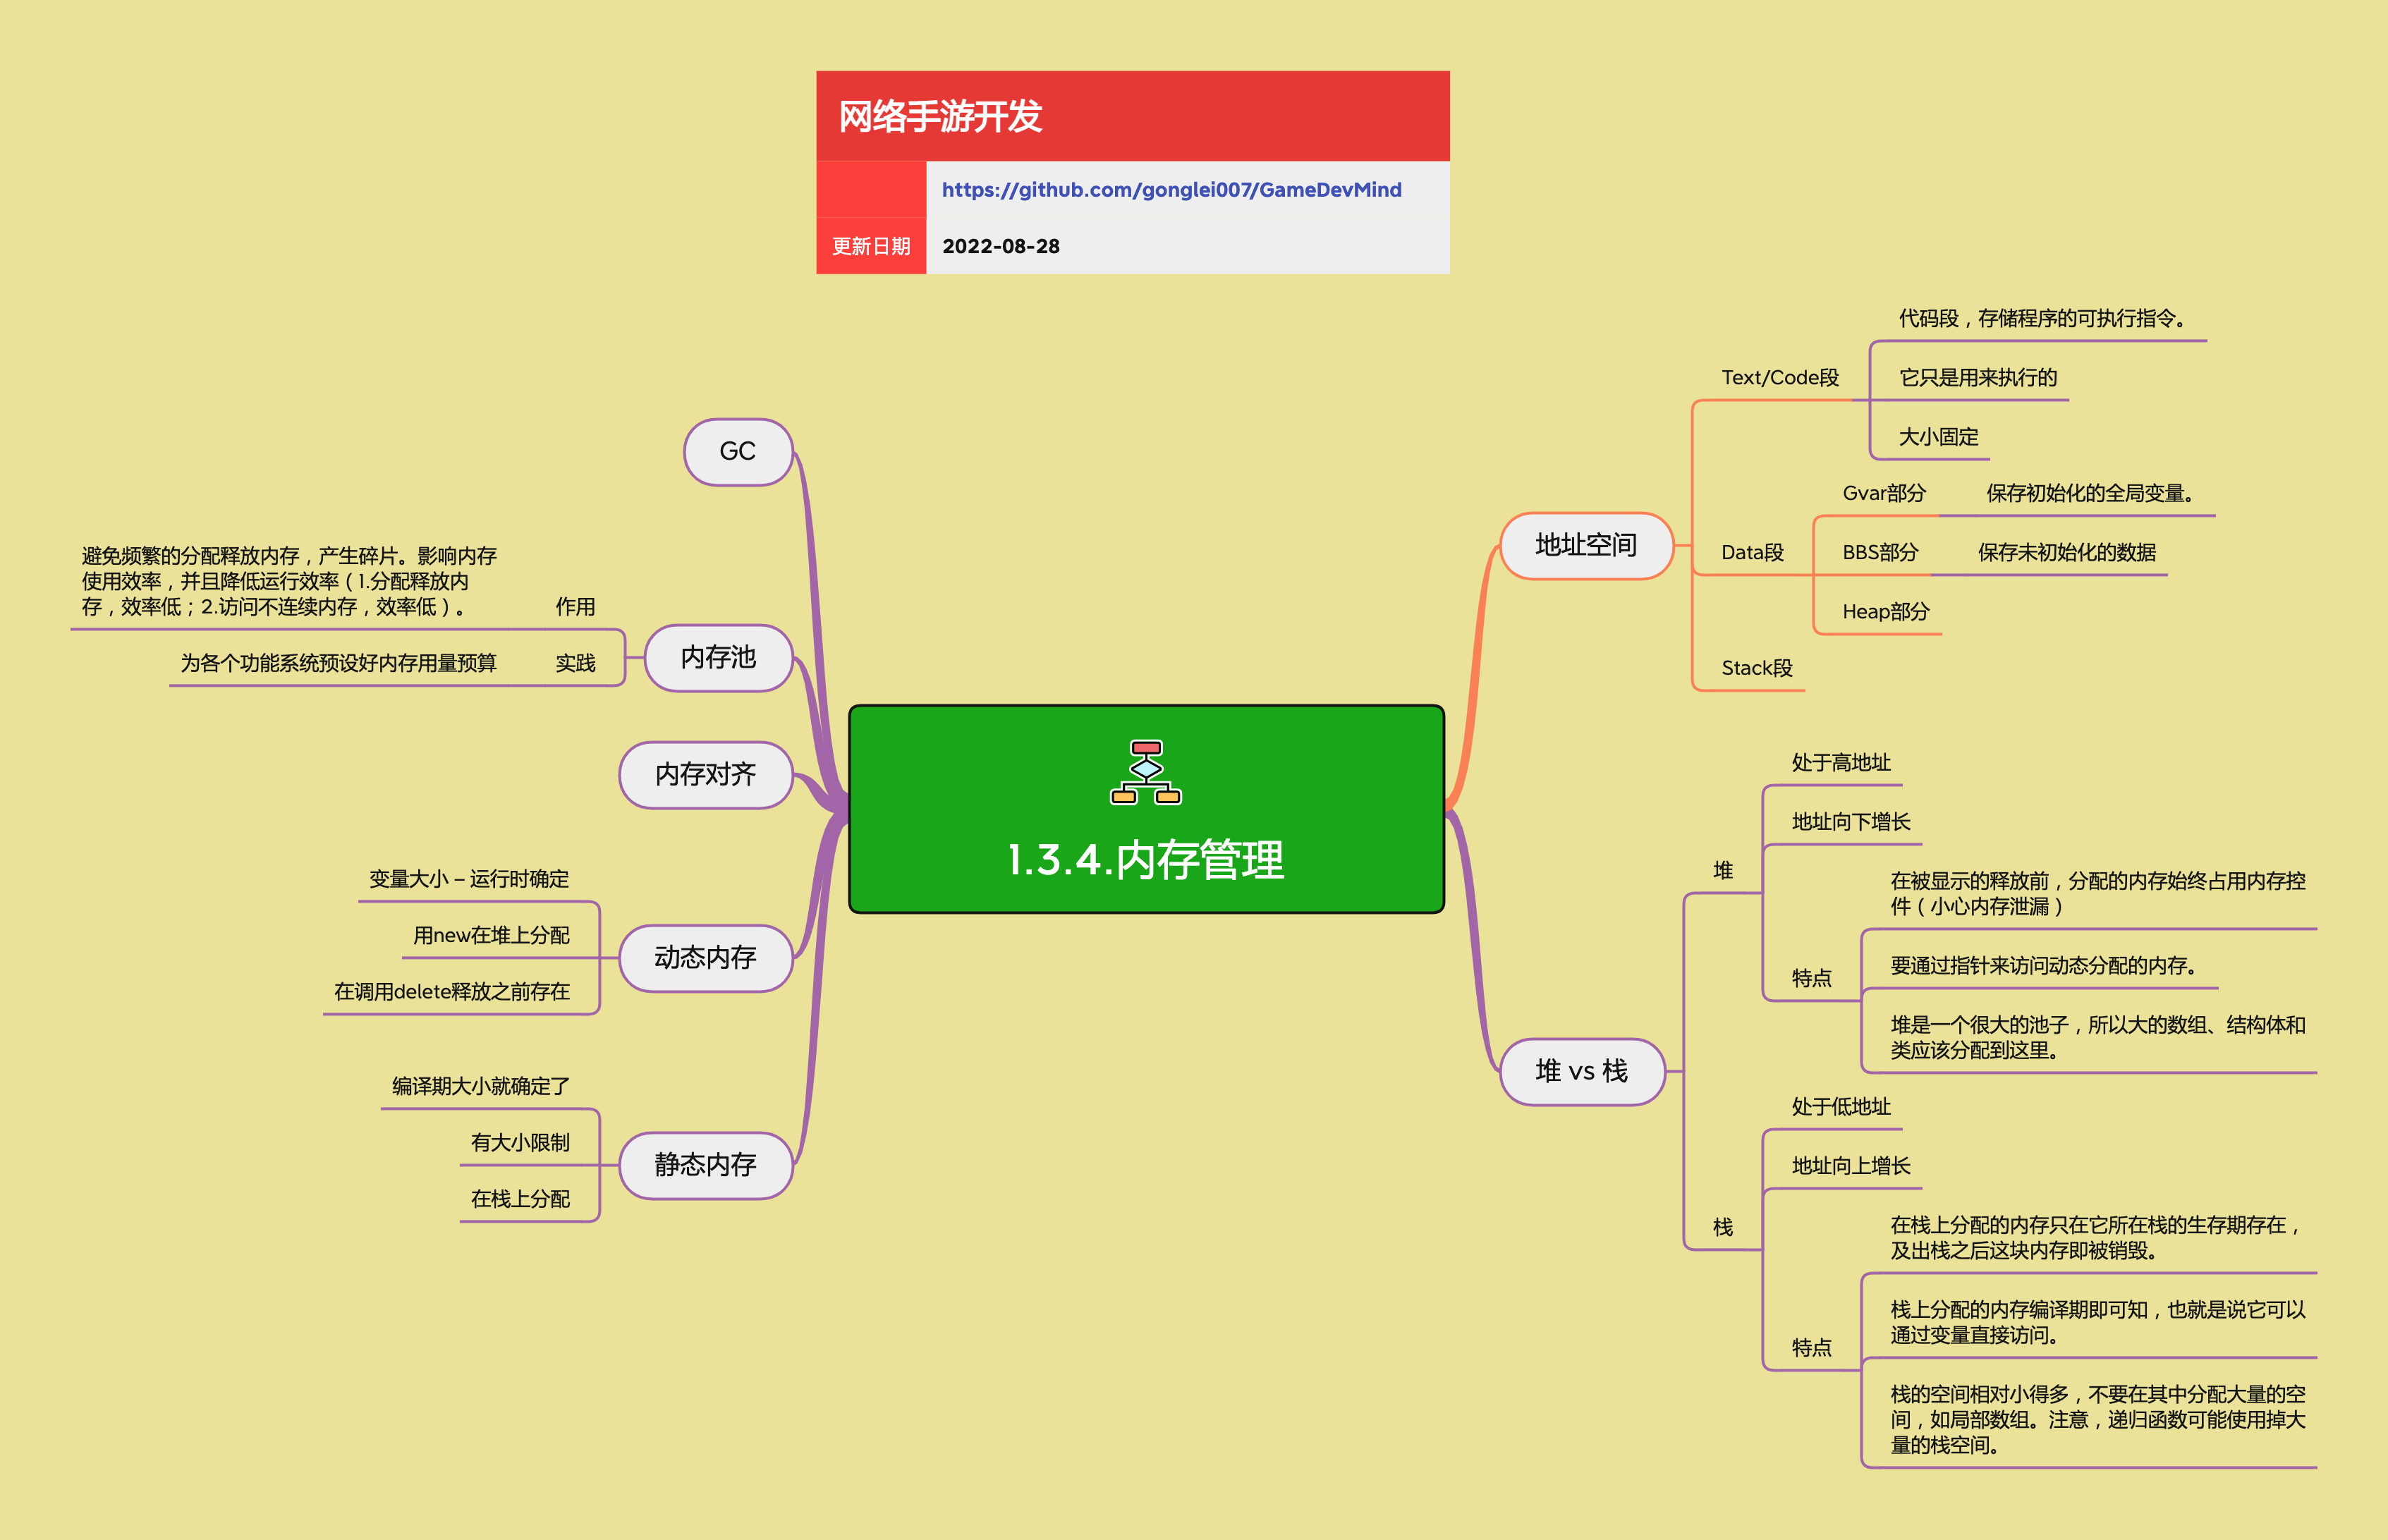 网络手游开发
https://github.com/gonglei007/GameDevMind
更新日期
2022-08-28
1.3.4.内存管理
地址空间
Text/Code段
代码段，存储程序的可执行指令。
它只是用来执行的
大小固定
Data段
Gvar部分
保存初始化的全局变量。
BBS部分
保存未初始化的数据
Heap部分
Stack段
堆 vs 栈
堆
处于高地址
地址向下增长
特点
在被显示的释放前，分配的内存始终占用内存控
件（小心内存泄漏）
要通过指针来访问动态分配的内存。
堆是一个很大的池子，所以大的数组、结构体和
类应该分配到这里。
栈
处于低地址
地址向上增长
特点
在栈上分配的内存只在它所在栈的生存期存在，
及出栈之后这块内存即被销毁。
栈上分配的内存编译期即可知，也就是说它可以
通过变量直接访问。
栈的空间相对小得多，不要在其中分配大量的空
间，如局部数组。注意，递归函数可能使用掉大
量的栈空间。
GC
内存池
作用
避免频繁的分配释放内存，产生碎片。影响内存
使用效率，并且降低运行效率（1.分配释放内
存，效率低；2.访问不连续内存，效率低）。
实践
为各个功能系统预设好内存用量预算
内存对齐
动态内存
变量大小 – 运行时确定
用new在堆上分配
在调用delete释放之前存在
静态内存
编译期大小就确定了
有大小限制
在栈上分配